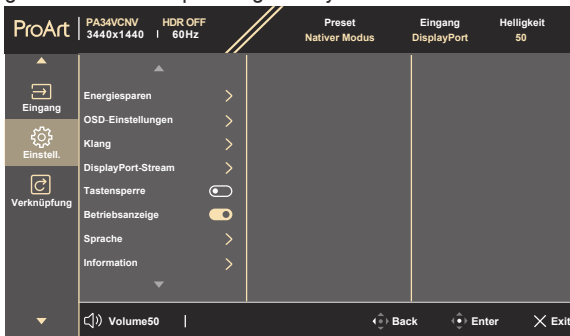 ProArt
PA34VCNV HDR OFF
3440x1440 | 60Hz
Preset
Nativer Modus
Eingang
DisplayPort
Helligkeit
50
Eingang
Einstell.
Verknüpfung
Energiesparen
OSD-Einstellungen
Klang
DisplayPort-Stream
Tastensperre
Betriebsanzeige
Sprache
Information
Volume50 |
Back
Enter
Exit